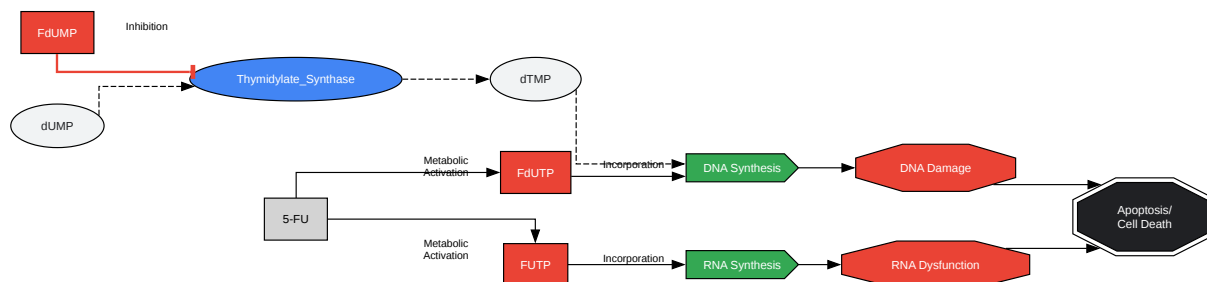 FdUMP
Inhibition
Thymidylate_Synthase
dTMP
dUMP
Metabolic
Activation
FdUTP
Incorporation
DNA Synthesis
DNA Damage
5-FU
Apoptosis/
Cell Death
Metabolic
Activation
FUTP
Incorporation
RNA Synthesis
RNA Dysfunction